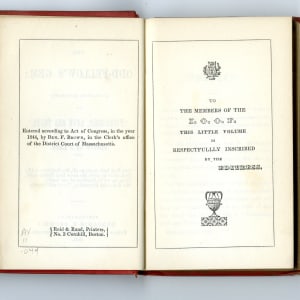 Entered according to Act of Congress, in the year
1844, by BEN. F. BROWN, in the Clerk's office
of the District Court of Massachusetts.
Reid & Rand, Printers,
No. 3 Cornhill, Boston.
TO
THE MEMBERS OF THE
I. O. O. F.
THIS LITTLE VOLUME
IS
RESPECTFULLLY INSCRIBED
BY THE
EDITRESS.